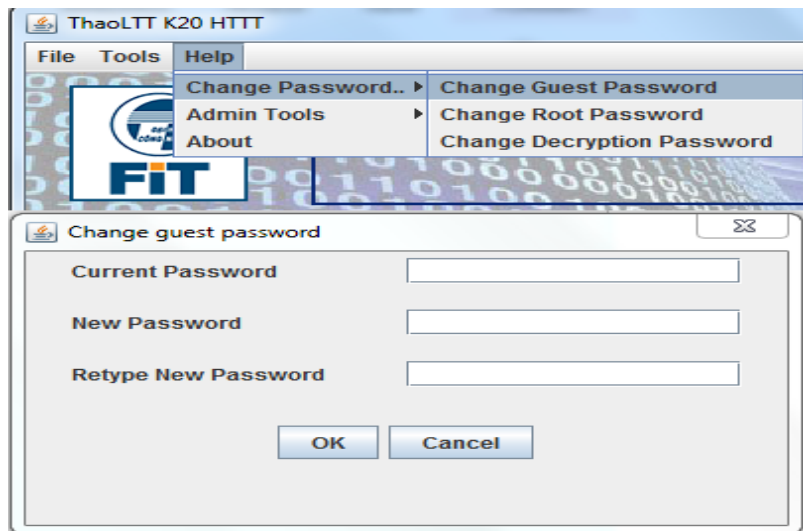 ThaoLTT K20 HTTT
File Tools Help
Change Password.. Change Guest Password
Admin Tools Change Root Password
About Change Decryption Password
FiT
Change guest password
Current Password
New Password
Retype New Password
OK Cancel